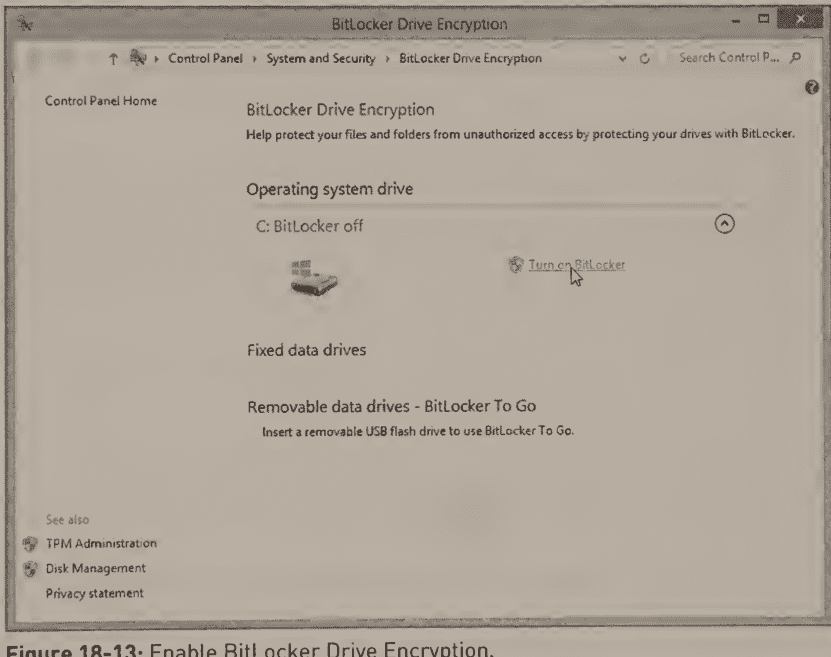 BitLocker Drive Encryption
Control Panel › System and Security › BitLocker Drive Encryption
Search Control P...
Control Panel Home
BitLocker Drive Encryption
Help protect your files and folders from unauthorized access by protecting your drives with BitLocker.
Operating system drive
C: BitLocker off
Turn on BitLocker
Fixed data drives
Removable data drives - BitLocker To Go
Insert a removable USB flash drive to use BitLocker To Go.
See also
TPM Administration
Disk Management
Privacy statement
Figure 18-13: Enable BitLocker Drive Encryption.